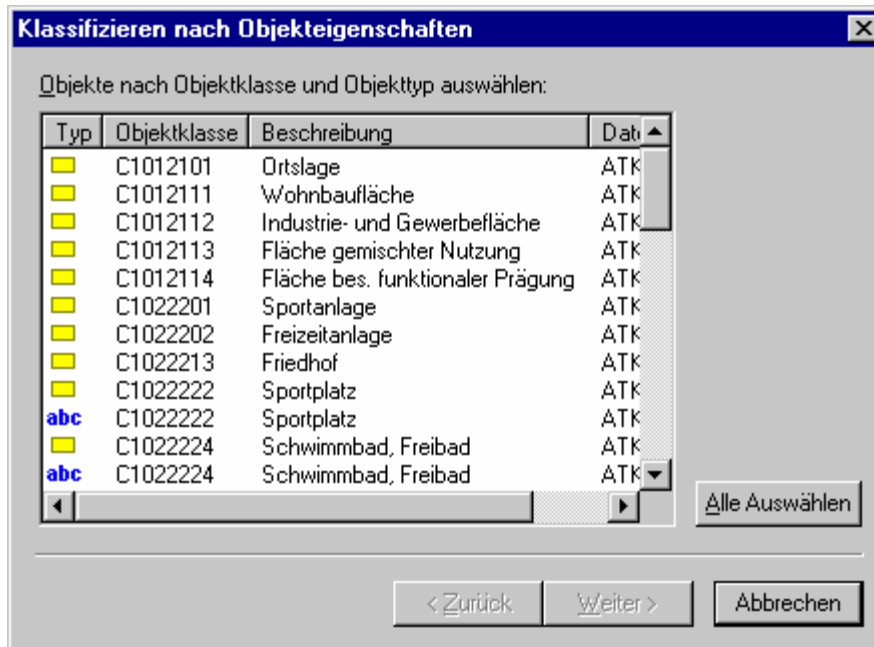 Klassifizieren nach Objekteigenschaften
Objekte nach Objektklasse und Objekttyp auswählen:
Typ Objektklasse Beschreibung Dat
C1012101 Ortslage ATK
C1012111 Wohnbaufläche ATK
C1012112 Industrie- und Gewerbefläche ATK
C1012113 Fläche gemischter Nutzung ATK
C1012114 Fläche bes. funktionaler Prägung ATK
C1022201 Sportanlage ATK
C1022202 Freizeitanlage ATK
C1022213 Friedhof ATK
C1022222 Sportplatz ATK
abc C1022222 Sportplatz ATK
C1022224 Schwimmbad, Freibad ATK
abc C1022224 Schwimmbad, Freibad ATK
Alle Auswählen
< Zurück Weiter > Abbrechen